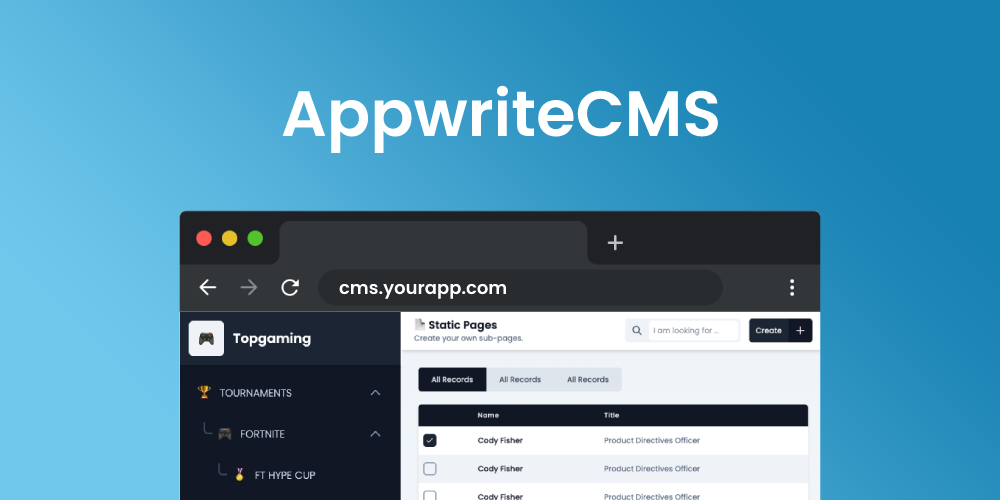 AppwriteCMS
cms.yourapp.com
Topgaming
TOURNAMENTS
FORTNITE
FT HYPE CUP
Static Pages
Create your own sub-pages.
I am looking for ...
Create
All Records All Records All Records
Name Title
Cody Fisher Product Directives Officer
Cody Fisher Product Directives Officer
Cody Fisher Product Directives Officer